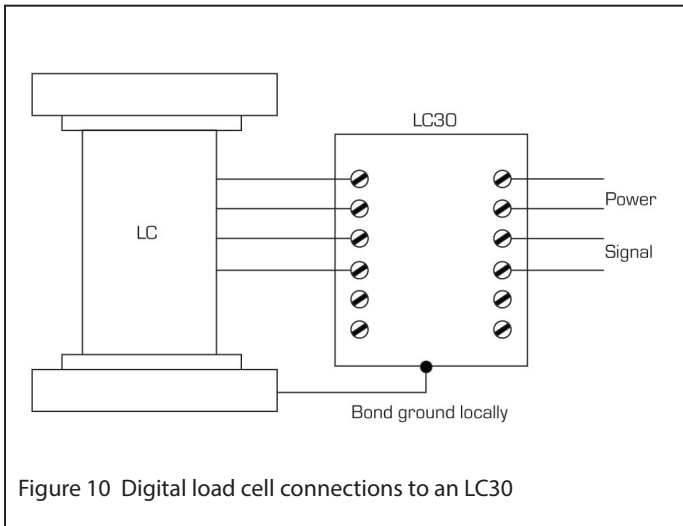 LC30
LC
Power
Signal
Bond ground locally
Figure 10 Digital load cell connections to an LC30